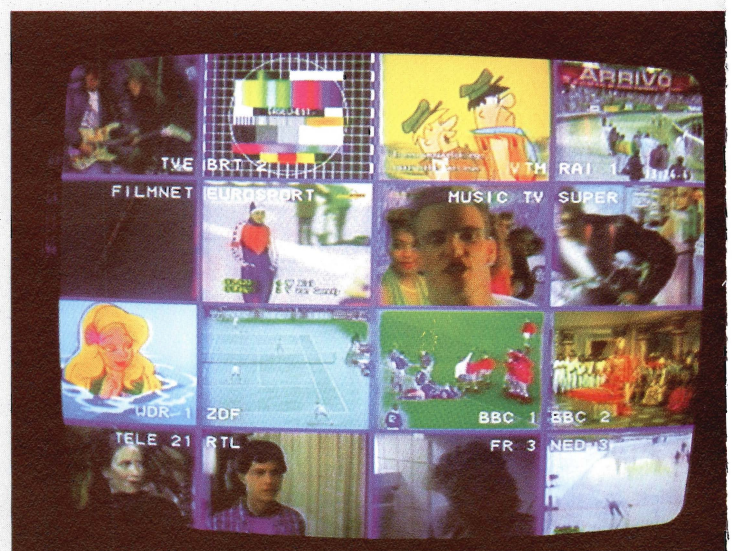 ARRIVO
TVE
BRT 2
VTM
RAI 1
FILMNET
EUROSPORT
MUSIC TV
SUPER
WDR 1
ZDF
BBC 1
BBC 2
TELE 21
RTL
FR 3
NED 3